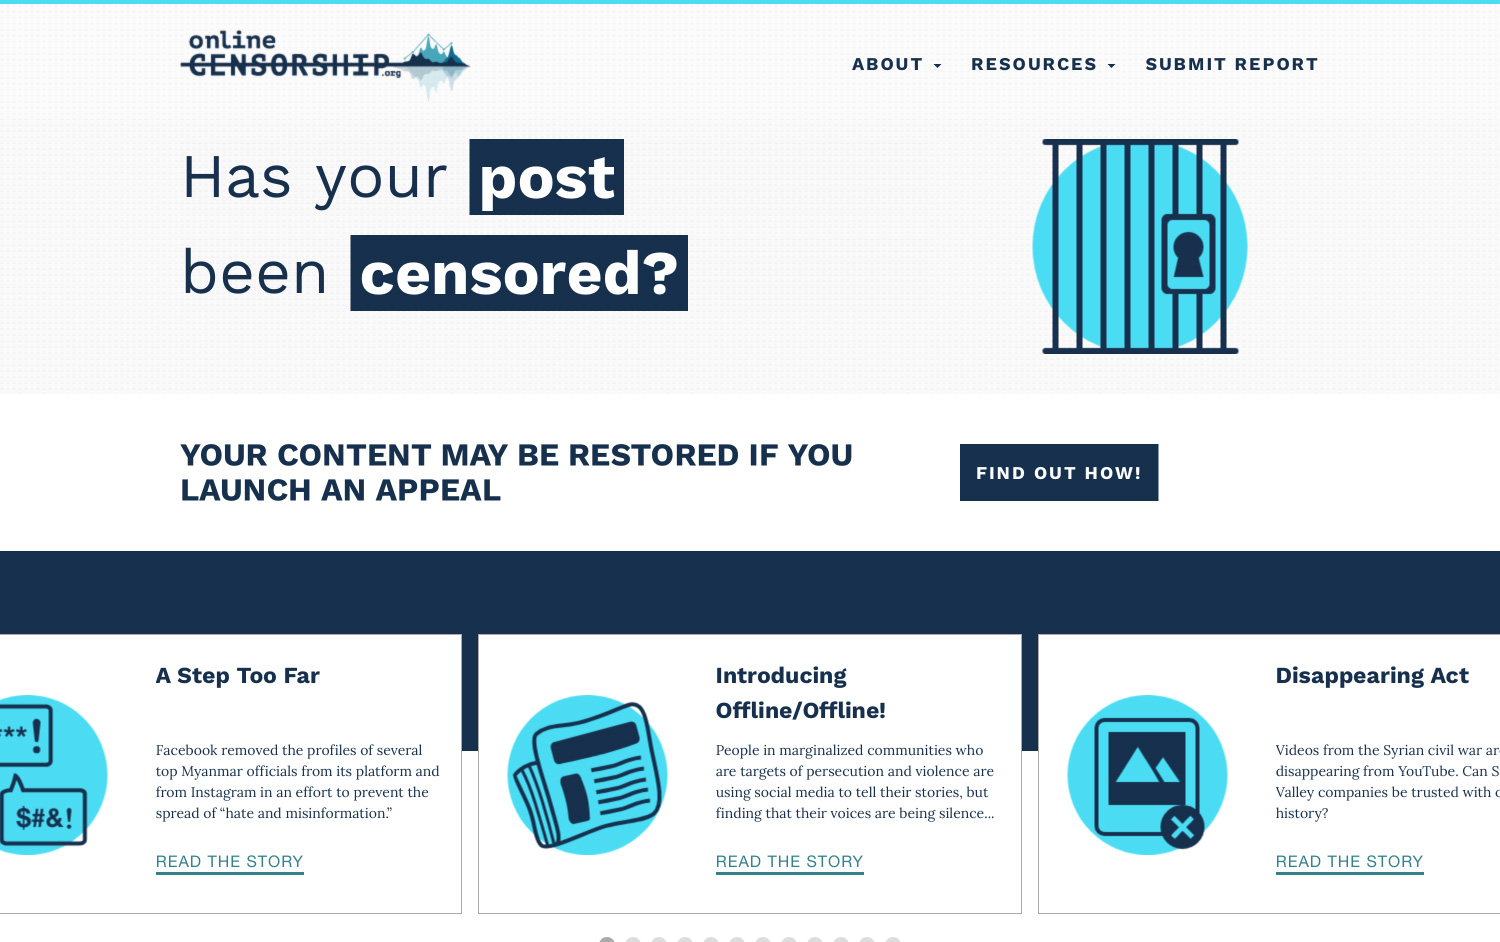 online
CENSORSHIP.org
ABOUT
RESOURCES
SUBMIT REPORT
Has your post
been censored?
YOUR CONTENT MAY BE RESTORED IF YOU
LAUNCH AN APPEAL
FIND OUT HOW!
***!
$#&!
A Step Too Far
Facebook removed the profiles of several
top Myanmar officials from its platform and
from Instagram in an effort to prevent the
spread of “hate and misinformation.”
READ THE STORY
Introducing
Offline/Offline!
People in marginalized communities who
are targets of persecution and violence are
using social media to tell their stories, but
finding that their voices are being silence...
READ THE STORY
Disappearing Act
Videos from the Syrian civil war
disappearing from YouTube. Can
Valley companies be trusted with
history?
READ THE STORY